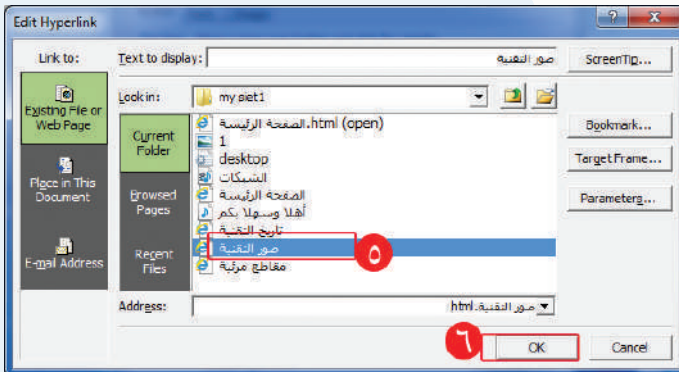 Edit Hyperlink
Link to:
Text to display:
صور التقنية
ScreenTip...
Existing File or Web Page
Look in:
my siet1
Current Folder
الصفحة الرئيسة.html (open)
1
desktop
الشبكات
الصفحة الرئيسة
أهلا وسهلا بكم
تاريخ التقنية
صور التقنية
مقاطع مرئية
٥
Bookmark...
Target Frame...
Parameters...
Place in This Document
Browsed Pages
E-mail Address
Recent Files
Address:
صور التقنية.html
٦
OK
Cancel